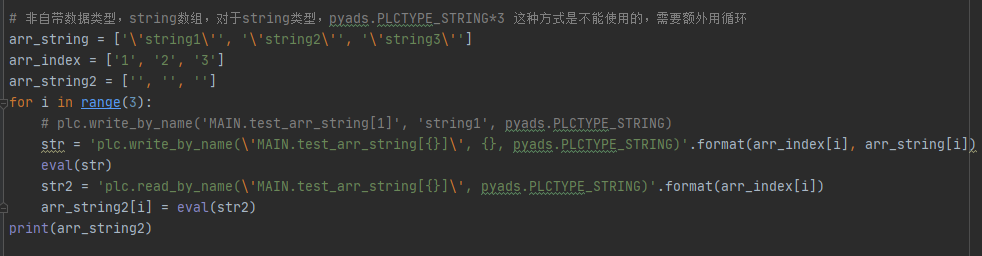 # 非自带数据类型，string数组，对于string类型，pyads.PLCTYPE_STRING*3 这种方式是不能使用的，需要额外用循环
arr_string = ['\'string1\'', '\'string2\'', '\'string3\'']
arr_index = ['1', '2', '3']
arr_string2 = ['', '', '']
for i in range(3):
    # plc.write_by_name('MAIN.test_arr_string[1]', 'string1', pyads.PLCTYPE_STRING)
    str = 'plc.write_by_name(\'MAIN.test_arr_string[{}]\', {}, pyads.PLCTYPE_STRING)'.format(arr_index[i], arr_string[i])
    eval(str)
    str2 = 'plc.read_by_name(\'MAIN.test_arr_string[{}]\', pyads.PLCTYPE_STRING)'.format(arr_index[i])
    arr_string2[i] = eval(str2)
print(arr_string2)